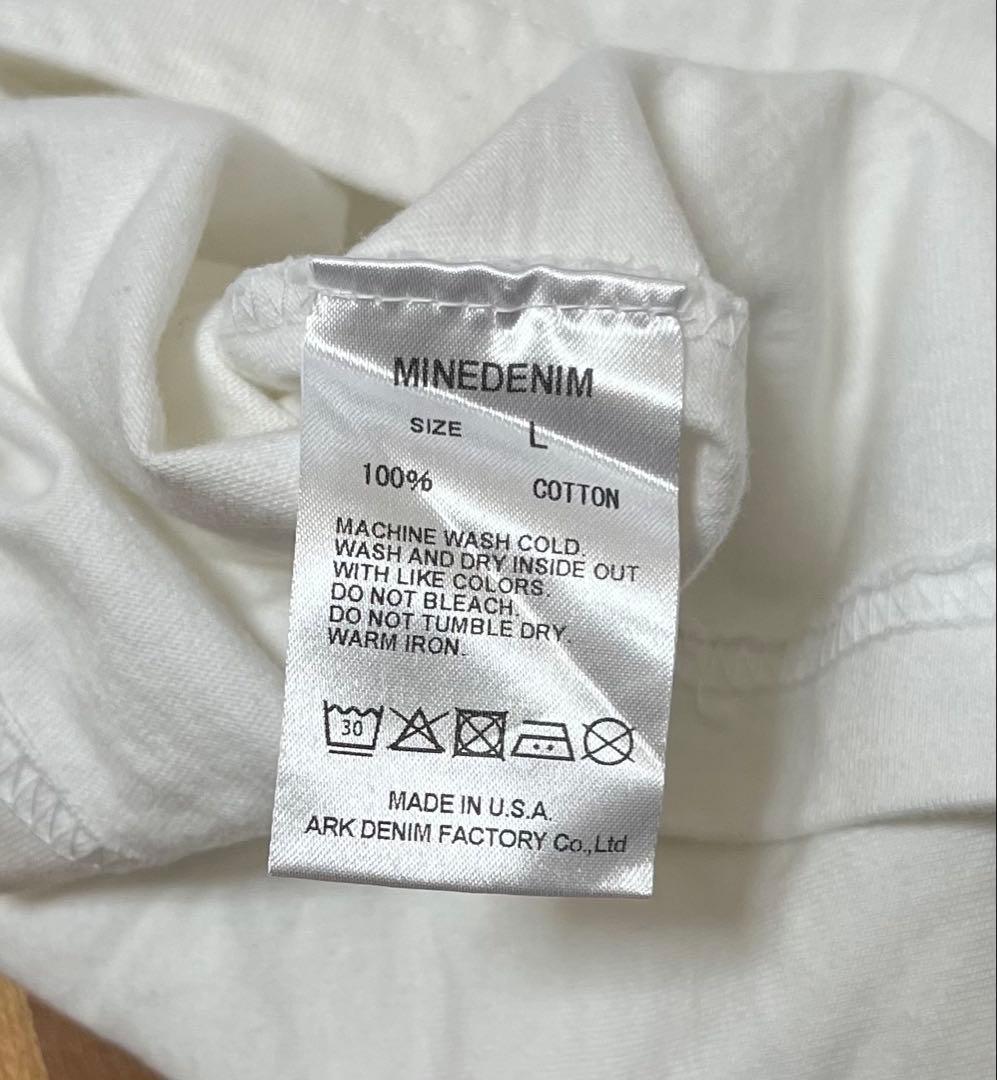 MINEDENIM
SIZE L
100% COTTON
MACHINE WASH COLD.
WASH AND DRY INSIDE OUT
WITH LIKE COLORS.
DO NOT BLEACH.
DO NOT TUMBLE DRY.
WARM IRON.
30
MADE IN U.S.A.
ARK DENIM FACTORY Co.,Ltd